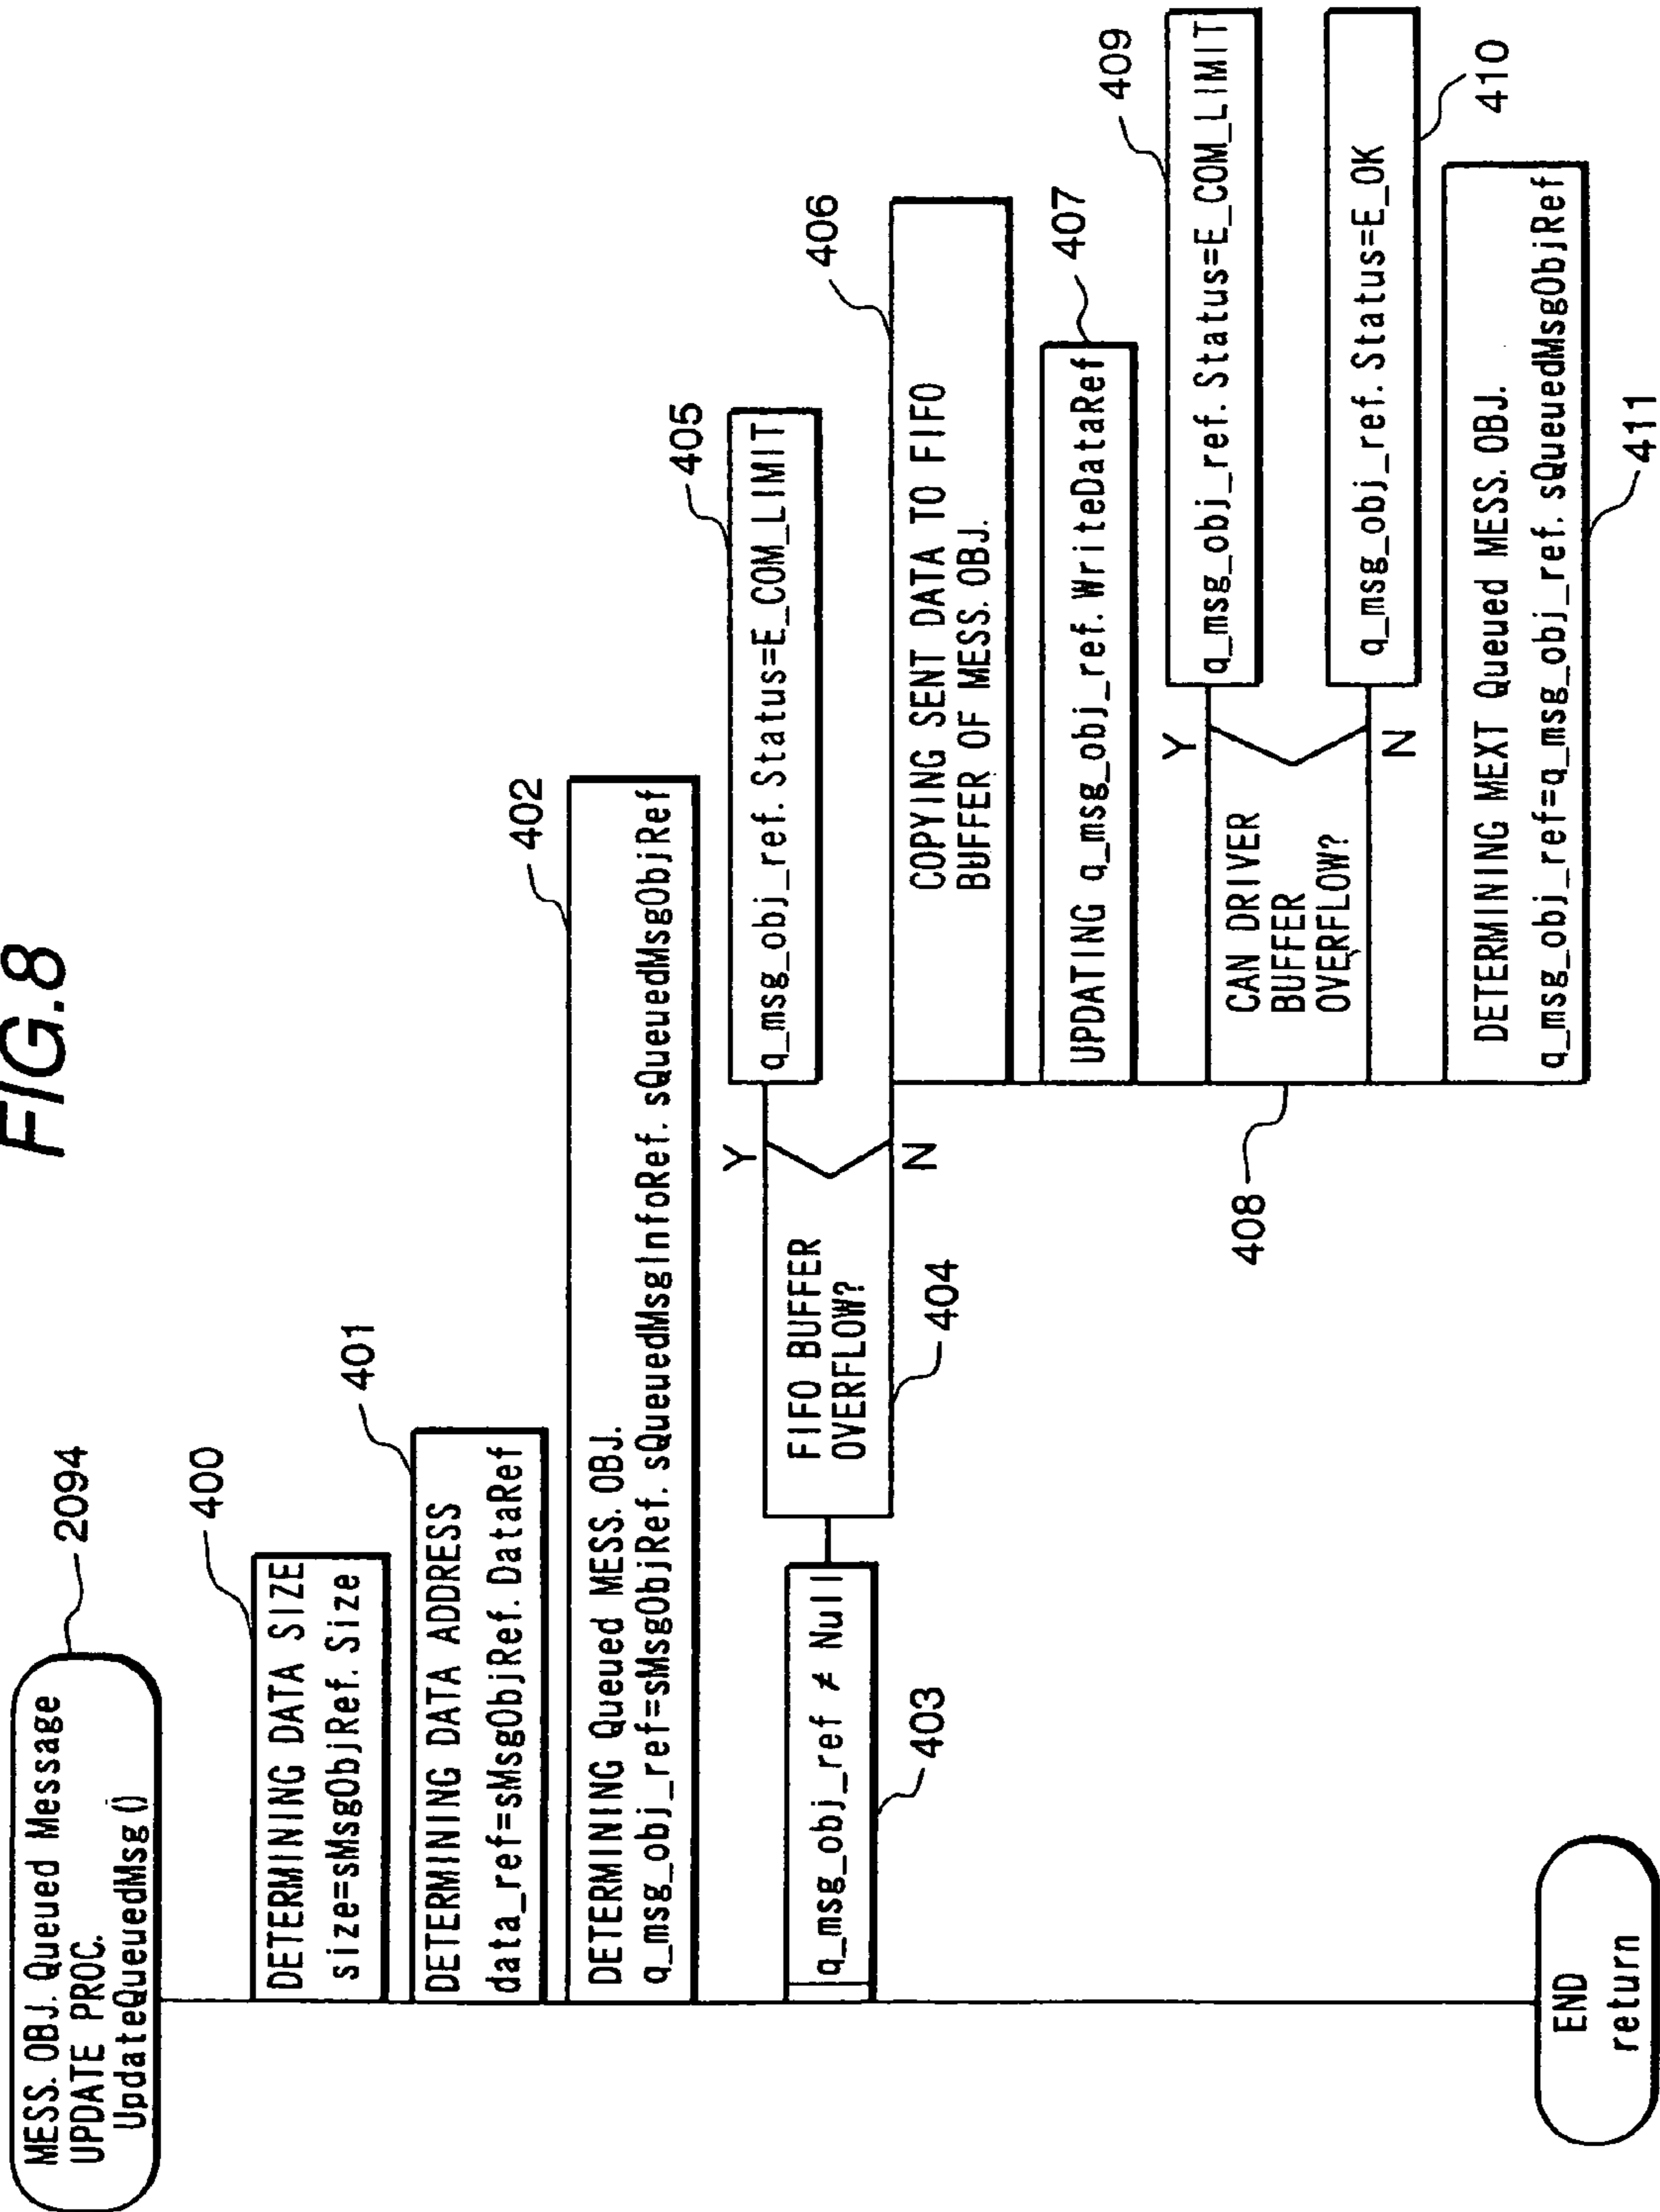 FIG.8
MESS. OBJ. Queued Message
UPDATE PROC.
UpdateQueuedMsg()
2094
DETERMINING DATA SIZE
size=sMsgObjRef.Size
400
DETERMINING DATA ADDRESS
data_ref=sMsgObjRef.DataRef
401
DETERMINING Queued MESS. OBJ.
q_msg_obj_ref=sMsgObjRef.sQueuedMsgInfoRef.sQueuedMsgObjRef
402
q_msg_obj_ref ≠ Null
403
FIFO BUFFER
OVERFLOW?
404
Y
q_msg_obj_ref.Status=E_COM_LIMIT
405
N
COPYING SENT DATA TO FIFO
BUFFER OF MESS. OBJ.
406
UPDATING q_msg_obj_ref.WriteDataRef
407
CAN DRIVER
BUFFER
OVERFLOW?
408
Y
q_msg_obj_ref.Status=E_COM_LIMIT
409
N
q_msg_obj_ref.Status=E_OK
410
DETERMINING MEXT Queued MESS. OBJ.
q_msg_obj_ref=q_msg_obj_ref.sQueuedMsgObjRef
411
END
return